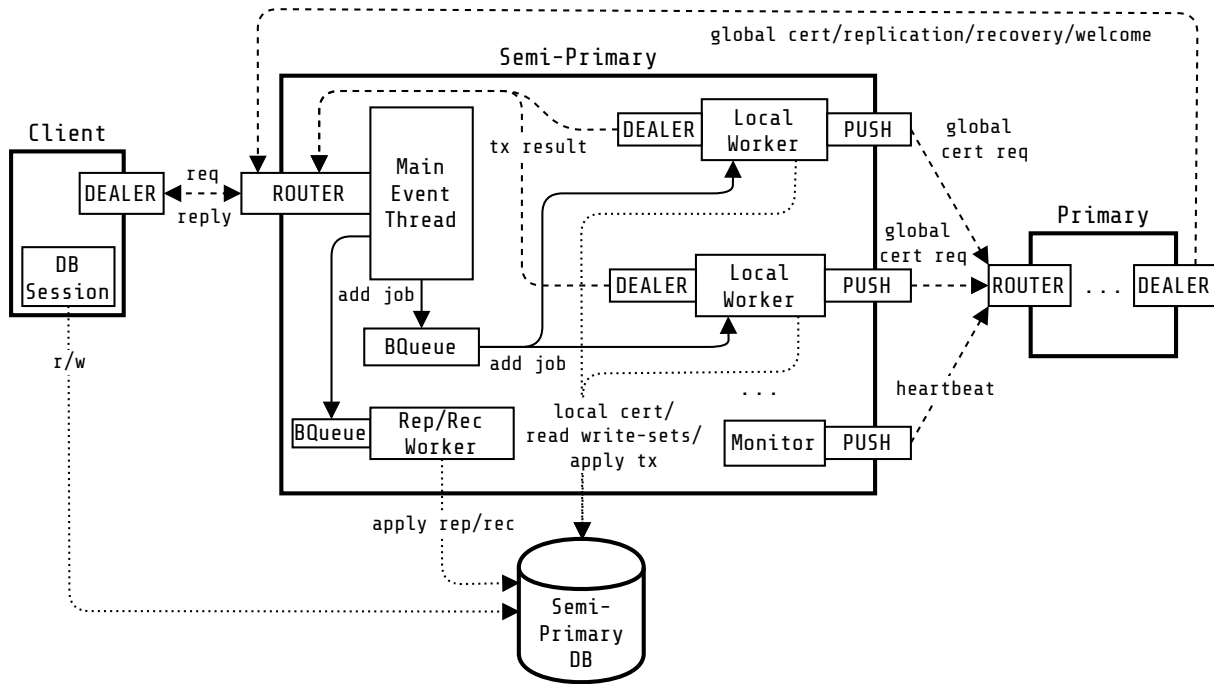 global cert/replication/recovery/welcome
Semi-Primary
Client
DEALER
req
reply
ROUTER
Main
Event
Thread
tx result
DEALER
Local
Worker
PUSH
global
cert req
DB
Session
r/w
add job
BQueue
add job
DEALER
Local
Worker
PUSH
global
cert req
Primary
ROUTER
...
DEALER
...
heartbeat
BQueue
Rep/Rec
Worker
local cert/
read write-sets/
apply tx
Monitor
PUSH
apply rep/rec
Semi-
Primary
DB